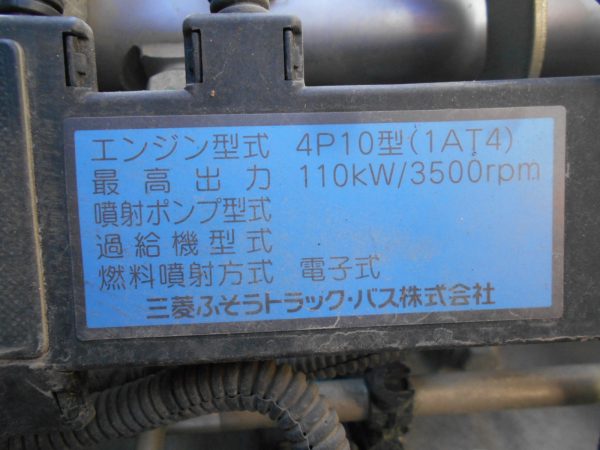 エンジン型式 4P10型(1AT4)
最高出力 110kW/3500rpm
噴射ポンプ型式
過給機型式
燃料噴射方式 電子式
三菱ふそうトラック・バス株式会社